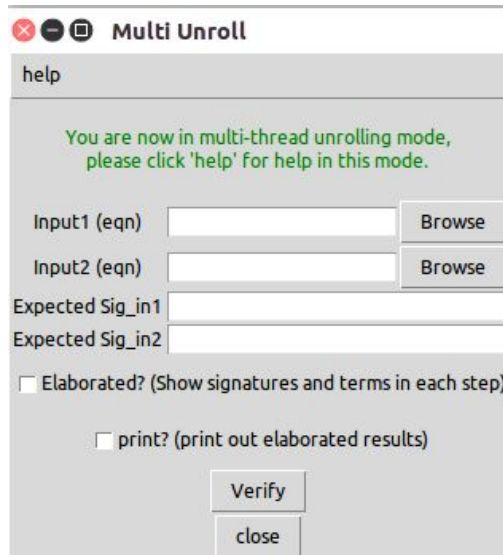 Multi Unroll
help
You are now in multi-thread unrolling mode,
please click 'help' for help in this mode.
Input1 (eqn) Browse
Input2 (eqn) Browse
Expected Sig_in1
Expected Sig_in2
Elaborated? (Show signatures and terms in each step)
print? (print out elaborated results)
Verify
close